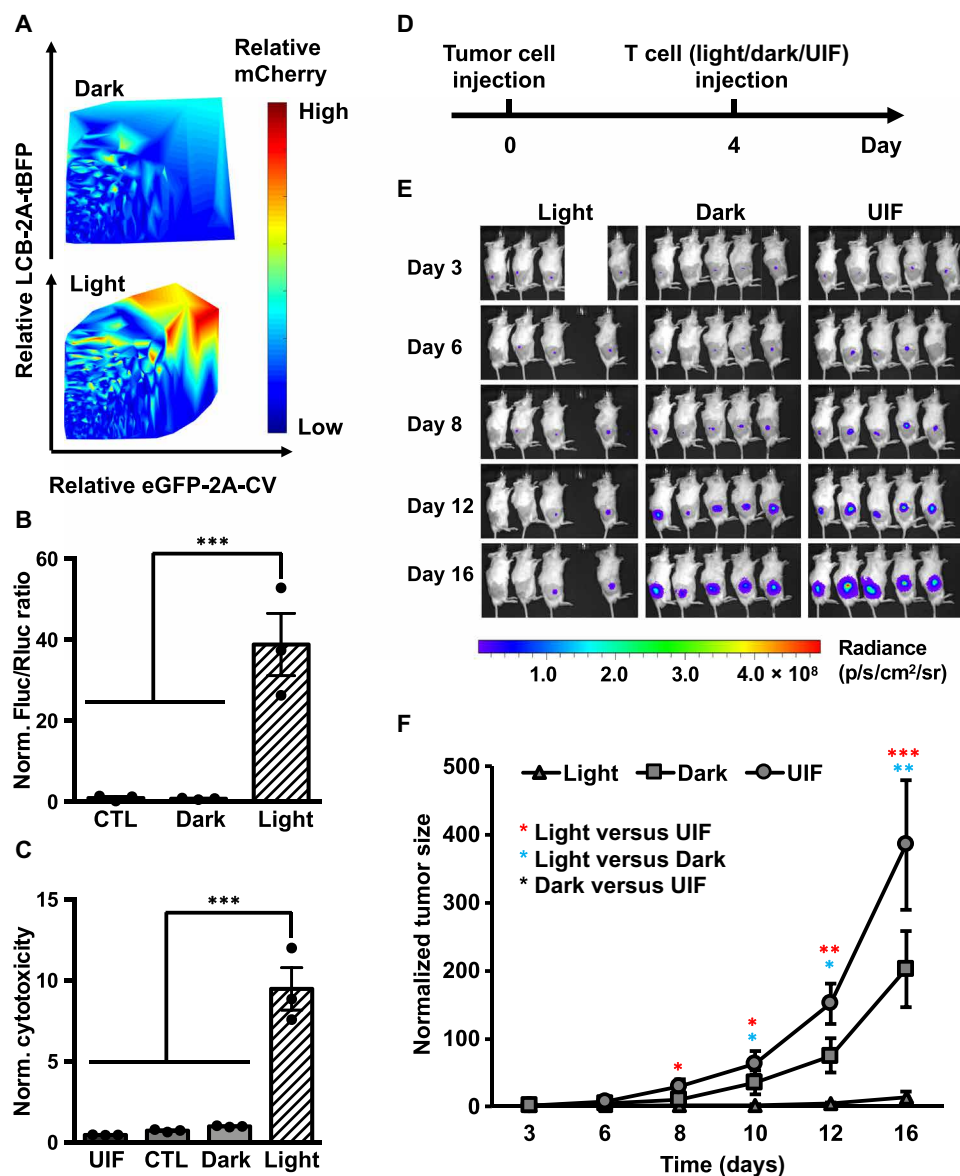 A
Relative
mCherry
High
Low
Dark
Light
Relative LCB-2A-tBFP
Relative eGFP-2A-CV
B
***
60
40
20
0
Norm. Fluc/Rluc ratio
CTL Dark Light
C
***
15
10
5
0
Norm. cytotoxicity
UIF CTL Dark Light
D
Tumor cell
injection
T cell (light/dark/UIF)
injection
0 4 Day
E
Light Dark UIF
Day 3
Day 6
Day 8
Day 12
Day 16
1.0 2.0 3.0 4.0 × 10⁸
Radiance
(p/s/cm²/sr)
F
Light Dark UIF
* Light versus UIF
* Light versus Dark
* Dark versus UIF
***
**
**
*
*
*
*
500
400
300
200
100
0
Normalized tumor size
3 6 8 10 12 16
Time (days)